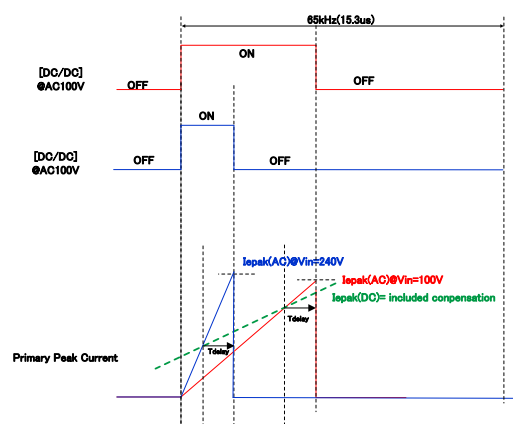 65kHz(15.3us)
ON
[DC/DC]
@AC100V
OFF
OFF
ON
[DC/DC]
@AC100V
OFF
OFF
Iepak(AC)@Vin=240V
Iepak(AC)@Vin=100V
Iepak(DC)= included conpensation
Tdelay
Tdelay
Primary Peak Current